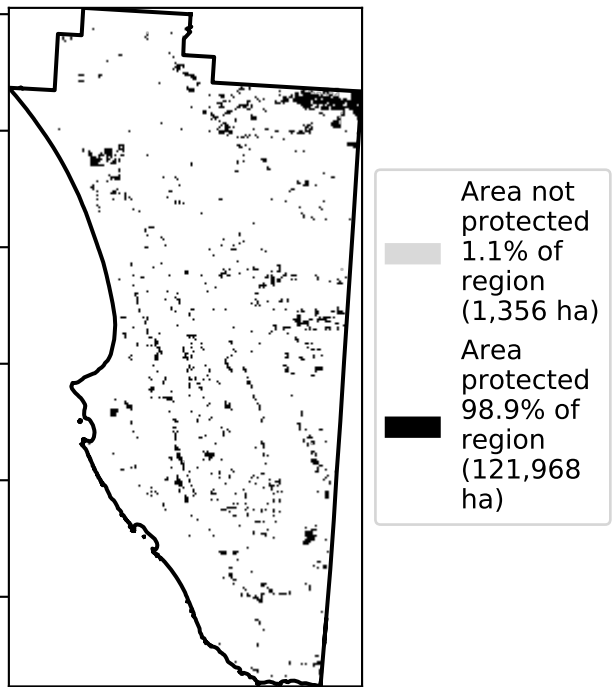 Area not
protected
1.1% of
region
(1,356 ha)
Area
protected
98.9% of
region
(121,968
ha)